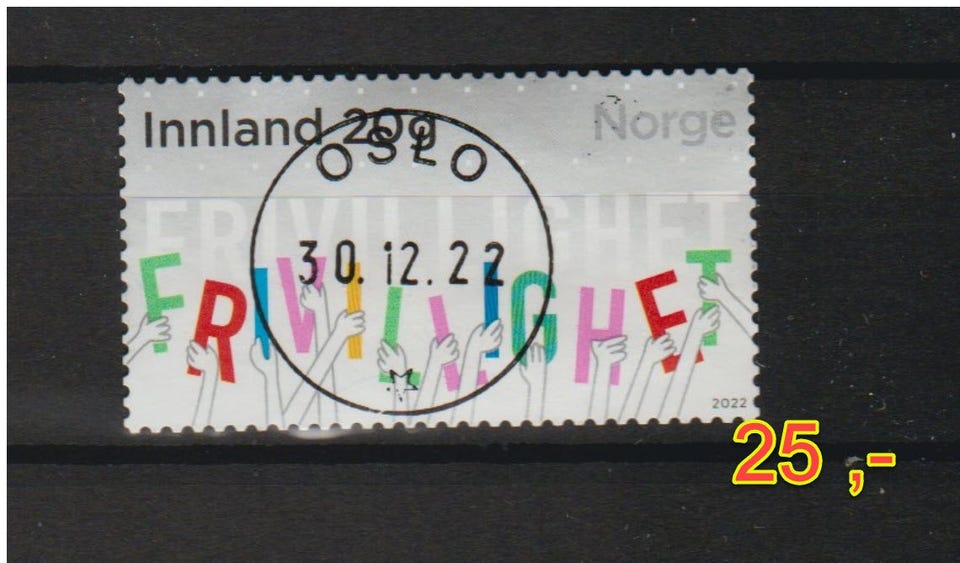 Innland 20g Norge
OSLO
FRIVILLIGHET
30.12.22
FRIVILLIGHET
2022
25 ,-